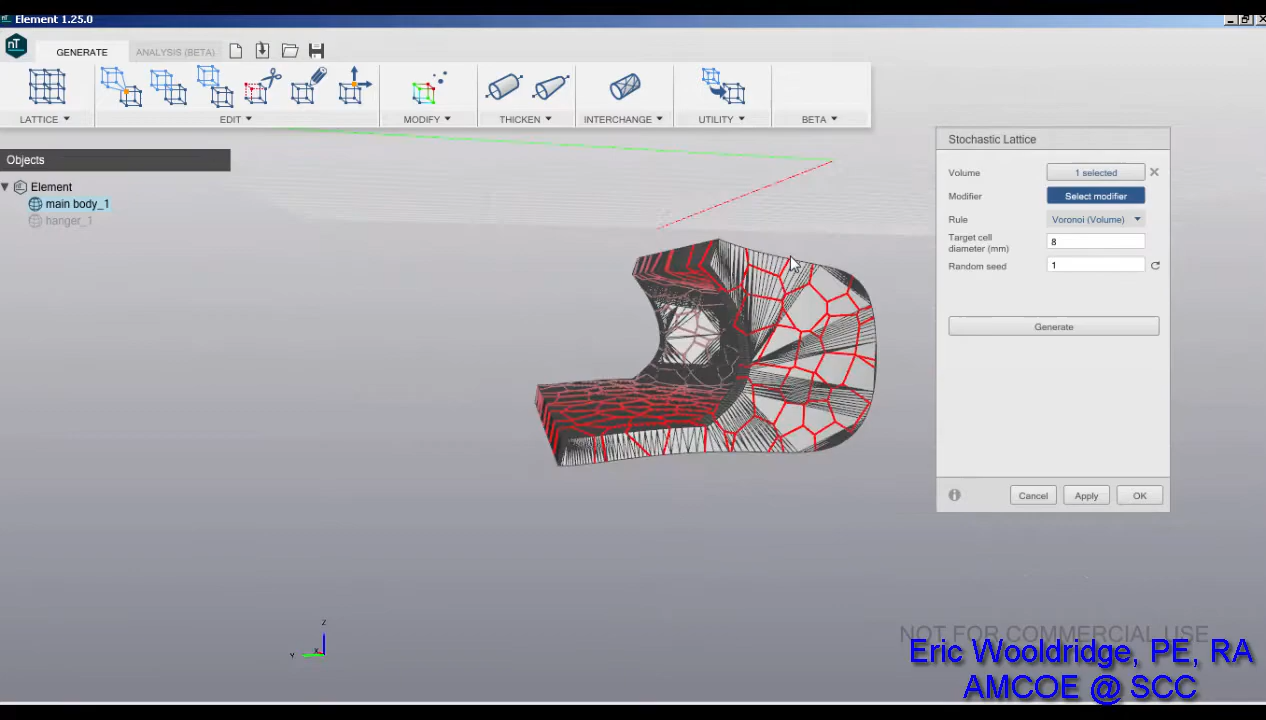 Element 1.25.0
nT
GENERATE
ANALYSIS (BETA)
LATTICE
EDIT
MODIFY
THICKEN
INTERCHANGE
UTILITY
BETA
Objects
Element
main body_1
hanger_1
Stochastic Lattice
Volume
1 selected
Modifier
Select modifier
Rule
Voronoi (Volume)
Target cell
diameter (mm)
8
Random seed
1
Generate
Cancel
Apply
OK
Z
Y
X
NOT FOR COMMERCIAL USE
Eric Wooldridge, PE, RA
AMCOE @ SCC